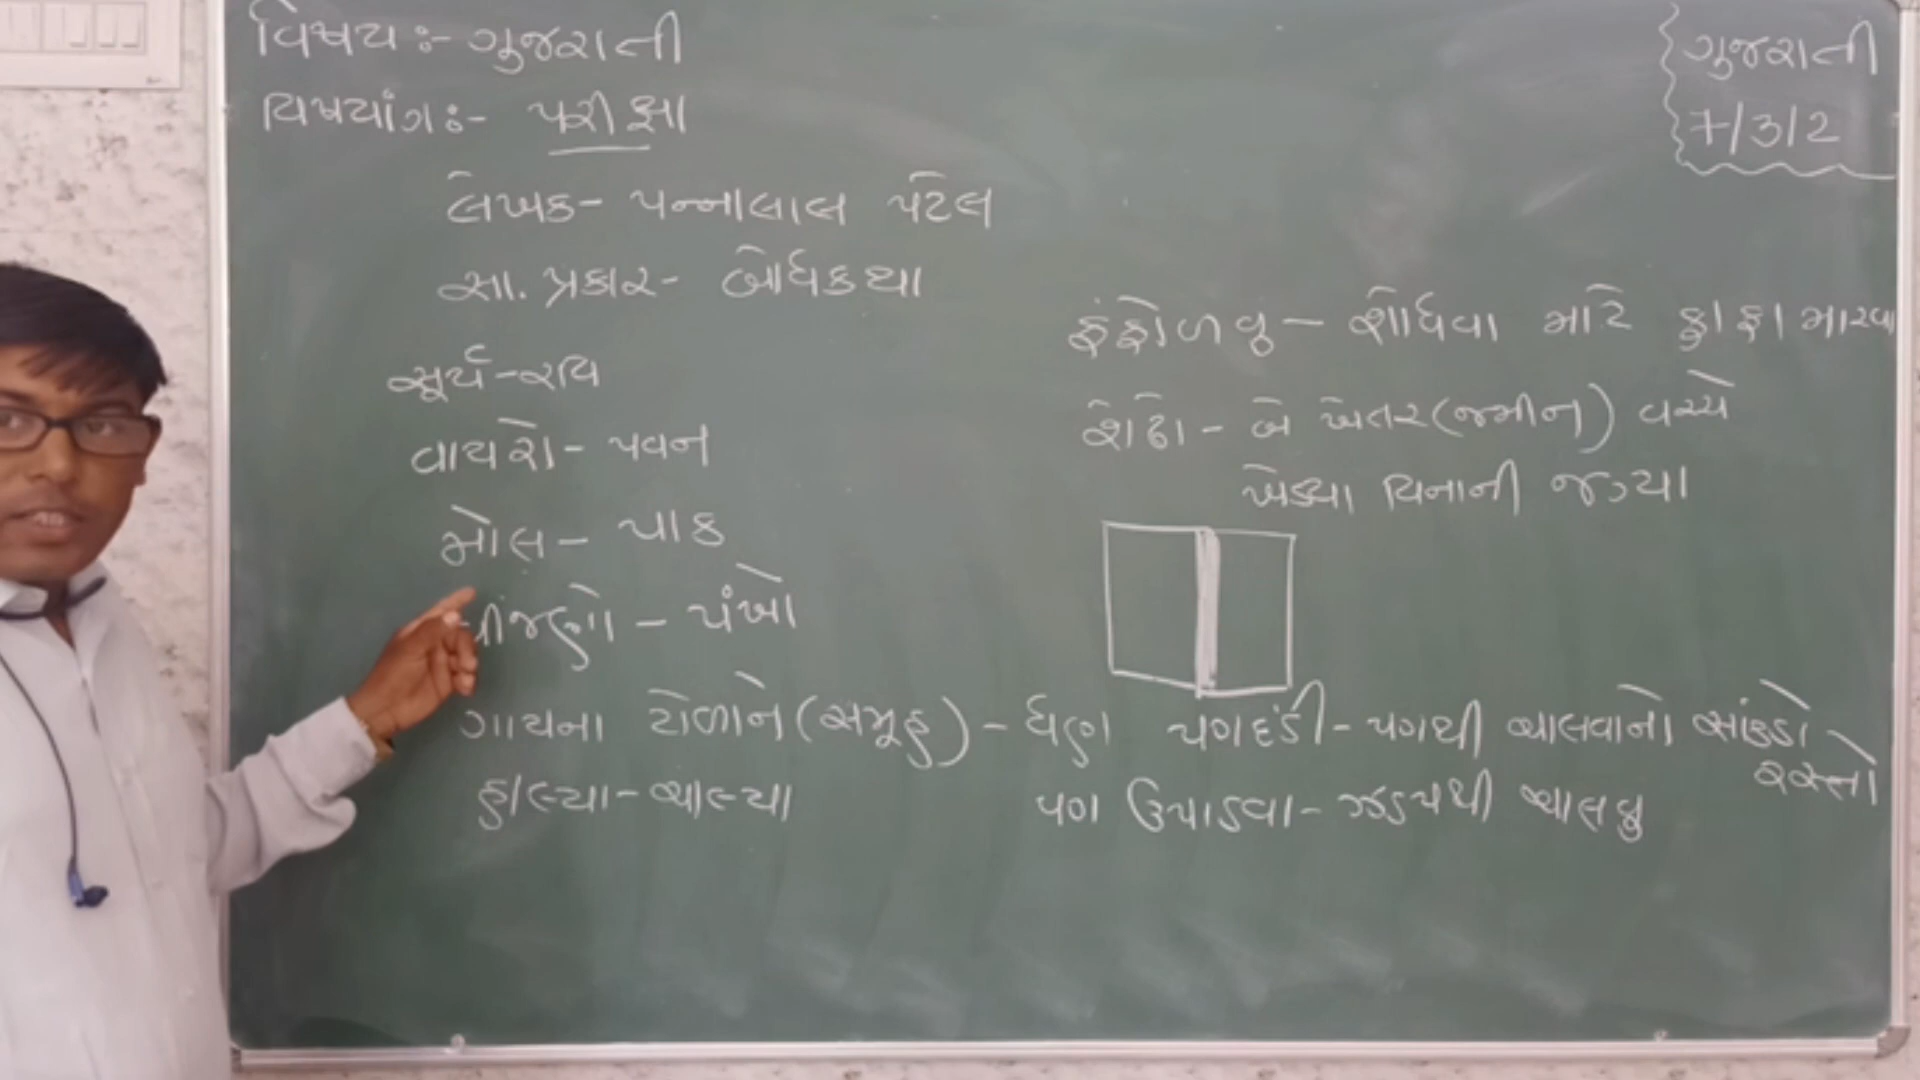 વિષય :- ગુજરાતી
વિષયાંગ :- પરીક્ષા
લેખક - પન્નાલાલ પટેલ
સા. પ્રકાર - બોધકથા
સૂર્ય - રવિ
વાયરો - પવન
મોલ - પાક
વીંજણો - પંખો
ગાયના ટોળાને (સમૂહ) - ધણ
હાલ્યા - ચાલ્યા
ગુજરાતી
7/3/2
ફંફોળવુ - શોધવા માટે ફાંફા મારવા
શેઢો - બે ખેતર (જમીન) વચ્ચે
ખેડ્યા વિનાની જગ્યા
પગદંડી - પગથી ચાલવાનો સાંકડો
રસ્તો
પગ ઉપાડવા - ઝડપથી ચાલવુ